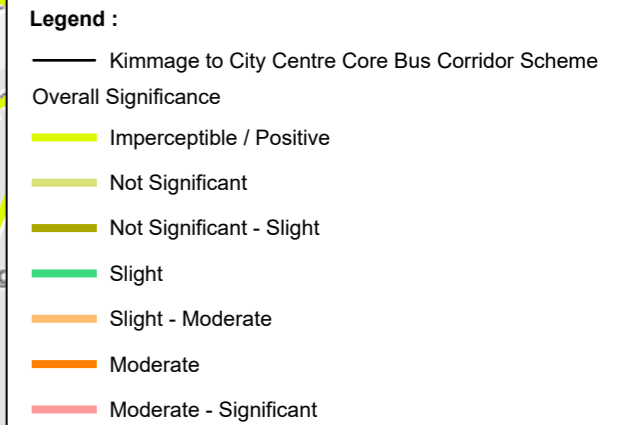 Legend :
Kimmage to City Centre Core Bus Corridor Scheme
Overall Significance
Imperceptible / Positive
Not Significant
Not Significant - Slight
Slight
Slight - Moderate
Moderate
Moderate - Significant